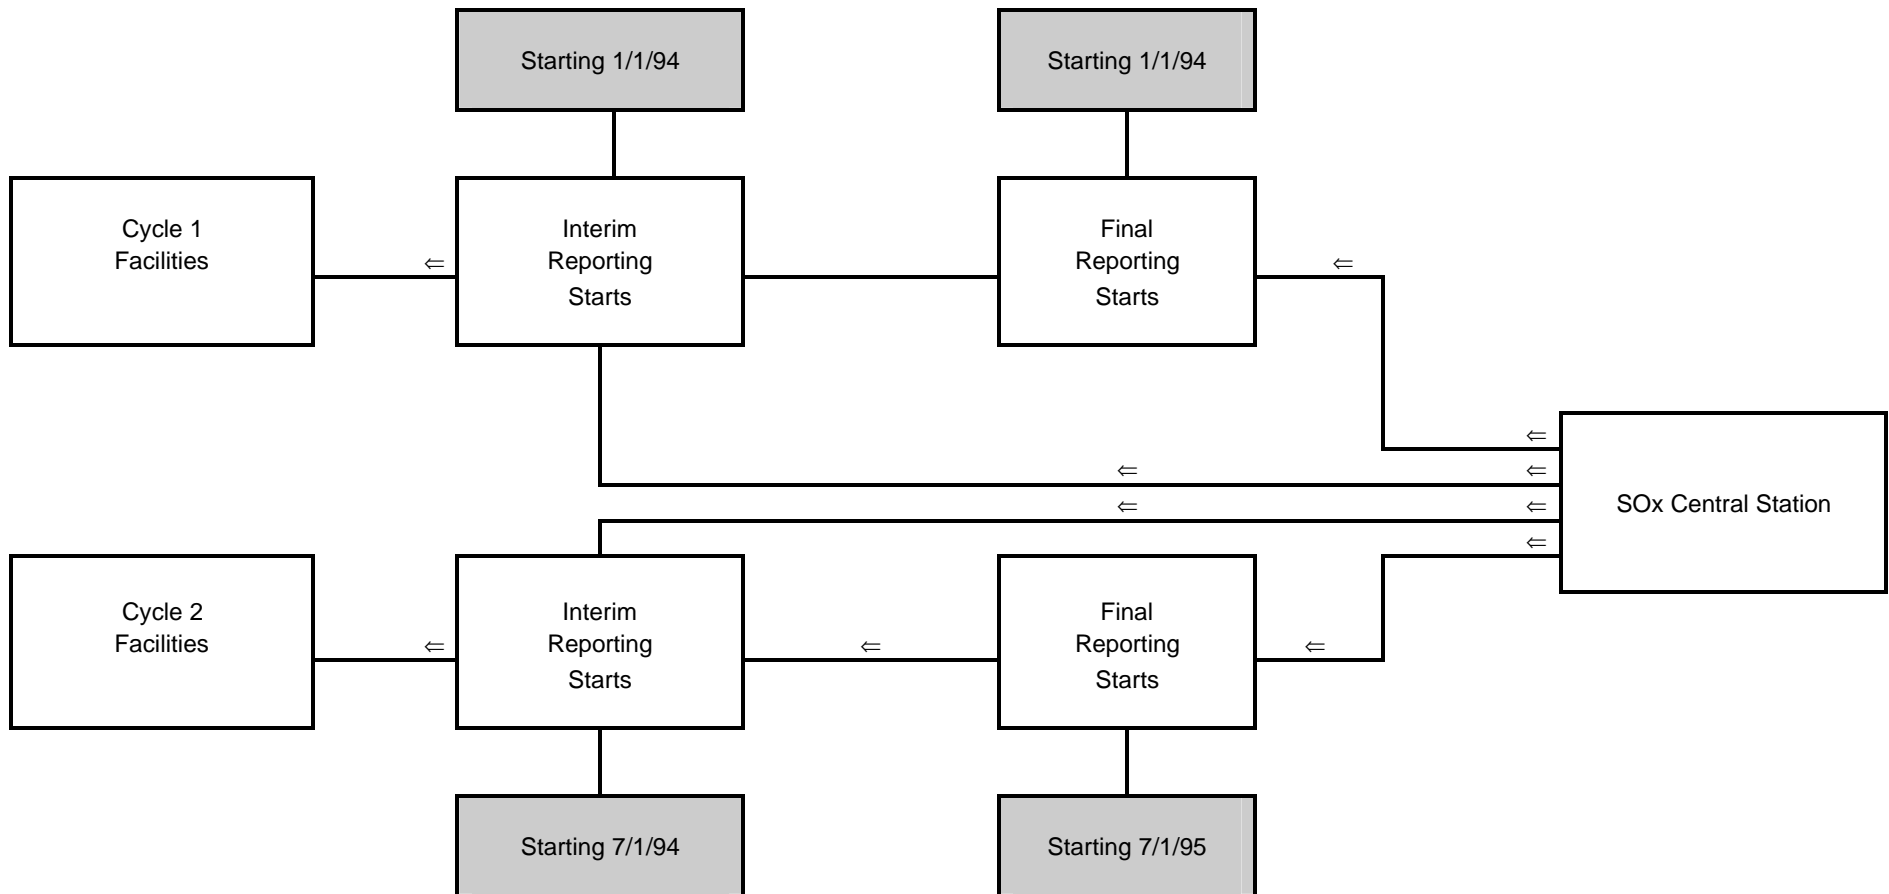 Starting 1/1/94
Starting 1/1/94
Cycle 1
Facilities
Interim
Reporting
Starts
Final
Reporting
Starts
⇐
⇐
⇐
⇐
⇐
⇐
⇐
⇐
SOx Central Station
Cycle 2
Facilities
Interim
Reporting
Starts
Final
Reporting
Starts
⇐
⇐
⇐
Starting 7/1/94
Starting 7/1/95